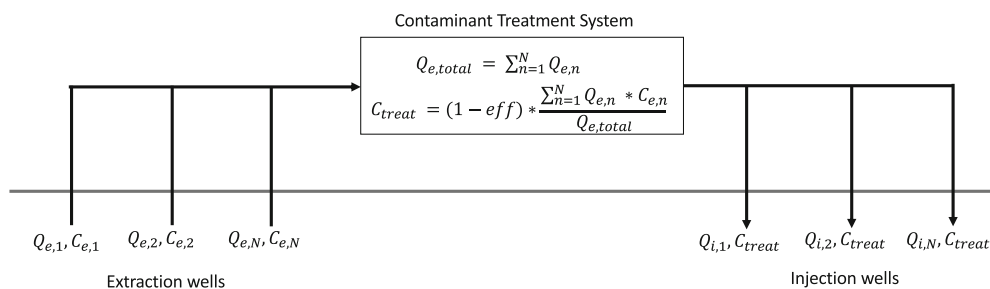 Contaminant Treatment System
Q_{e,total} = ∑_{n=1}^{N} Q_{e,n}
C_{treat} = (1 − eff) * \frac{∑_{n=1}^{N} Q_{e,n} * C_{e,n}}{Q_{e,total}}
Q_{e,1}, C_{e,1} Q_{e,2}, C_{e,2} Q_{e,N}, C_{e,N} Q_{i,1}, C_{treat} Q_{i,2}, C_{treat} Q_{i,N}, C_{treat}
Extraction wells Injection wells